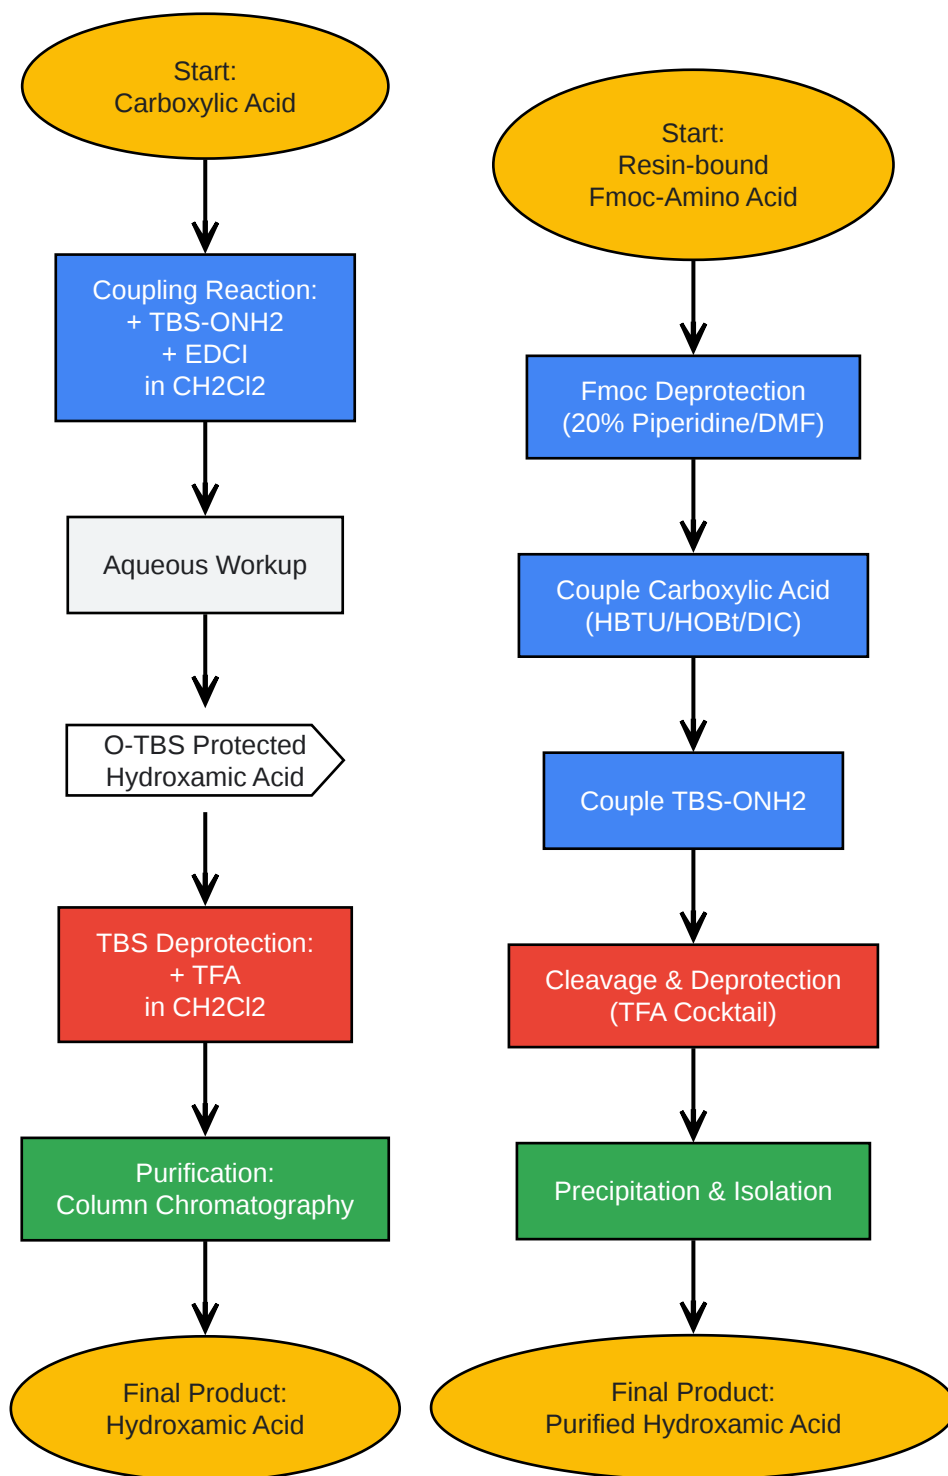 Start:
Carboxylic Acid
Coupling Reaction:
+ TBS-ONH2
+ EDCI
in CH2Cl2
Aqueous Workup
O-TBS Protected
Hydroxamic Acid
TBS Deprotection:
+ TFA
in CH2Cl2
Purification:
Column Chromatography
Final Product:
Hydroxamic Acid
Start:
Resin-bound
Fmoc-Amino Acid
Fmoc Deprotection
(20% Piperidine/DMF)
Couple Carboxylic Acid
(HBTU/HOBt/DIC)
Couple TBS-ONH2
Cleavage & Deprotection
(TFA Cocktail)
Precipitation & Isolation
Final Product:
Purified Hydroxamic Acid